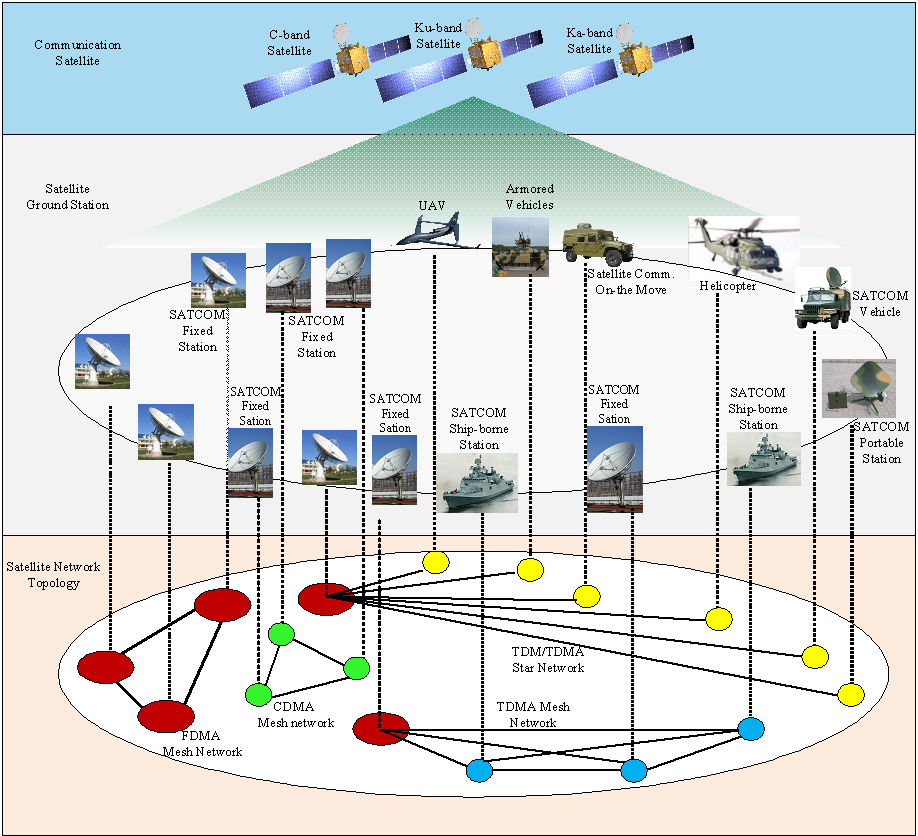 Communication
Satellite
C-band
Satellite
Ku-band
Satellite
Ka-band
Satellite
Satellite
Ground Station
UAV
Armored
Vehicles
Satellite Comm.
On-the Move
Helicopter
SATCOM
Vehicle
SATCOM
Fixed
Station
SATCOM
Fixed
Station
SATCOM
Fixed
Sation
SATCOM
Fixed
Sation
SATCOM
Ship-borne
Station
SATCOM
Fixed
Sation
SATCOM
Ship-borne
Station
SATCOM
Portable
Station
Satellite Network
Topology
TDM/TDMA
Star Network
CDMA
Mesh network
TDMA Mesh
Network
FDMA
Mesh Network